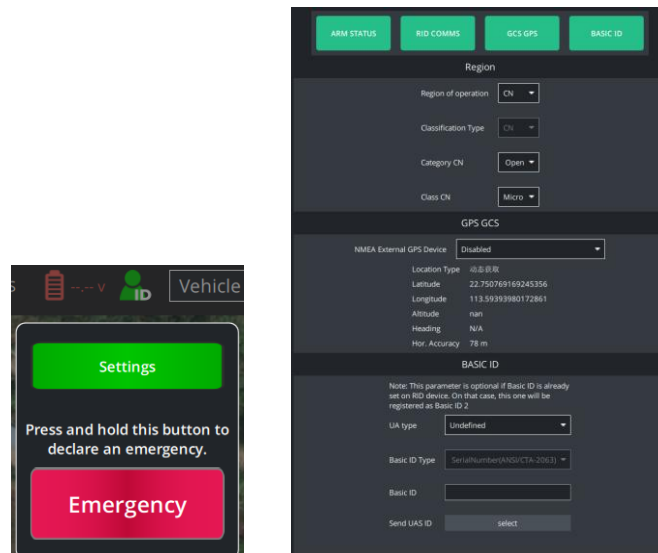 --.-- v
ID
Vehicle
Settings
Press and hold this button to
declare an emergency.
Emergency
ARM STATUS
RID COMMS
GCS GPS
BASIC ID
Region
Region of operation CN
Classification Type CN
Category CN Open
Class CN Micro
GPS GCS
NMEA External GPS Device Disabled
Location Type 动态获取
Latitude 22.750769169245356
Longitude 113.59393980172861
Altitude nan
Heading N/A
Hor. Accuracy 78 m
BASIC ID
Note: This parameter is optional if Basic ID is already
set on RID device. On that case, this one will be
registered as Basic ID 2
UA type Undefined
Basic ID Type SerialNumber(ANSI/CTA-2063)
Basic ID
Send UAS ID select